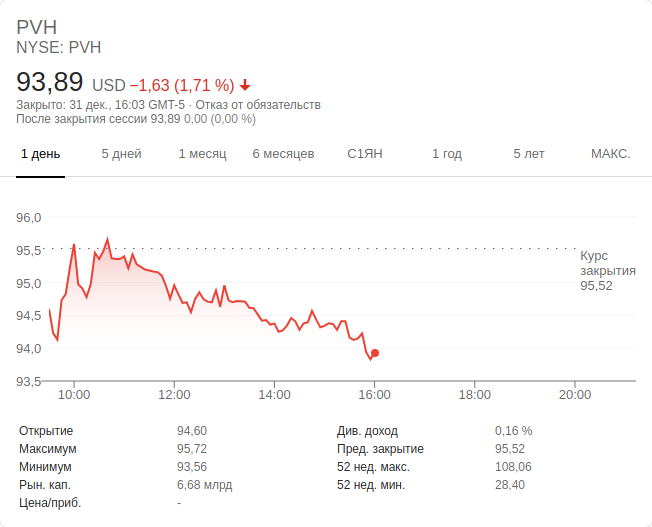 PVH
NYSE: PVH
93,89 USD −1,63 (1,71 %)
Закрыто: 31 дек., 16:03 GMT-5 · Отказ от обязательств
После закрытия сессии 93,89 0,00 (0,00 %)
1 день 5 дней 1 месяц 6 месяцев С1ЯН 1 год 5 лет МАКС.
96,0
95,5
95,0
94,5
94,0
93,5
Курс
закрытия
95,52
10:00 12:00 14:00 16:00 18:00 20:00
Открытие 94,60 Див. доход 0,16 %
Максимум 95,72 Пред. закрытие 95,52
Минимум 93,56 52 нед. макс. 108,06
Рын. кап. 6,68 млрд 52 нед. мин. 28,40
Цена/приб. -